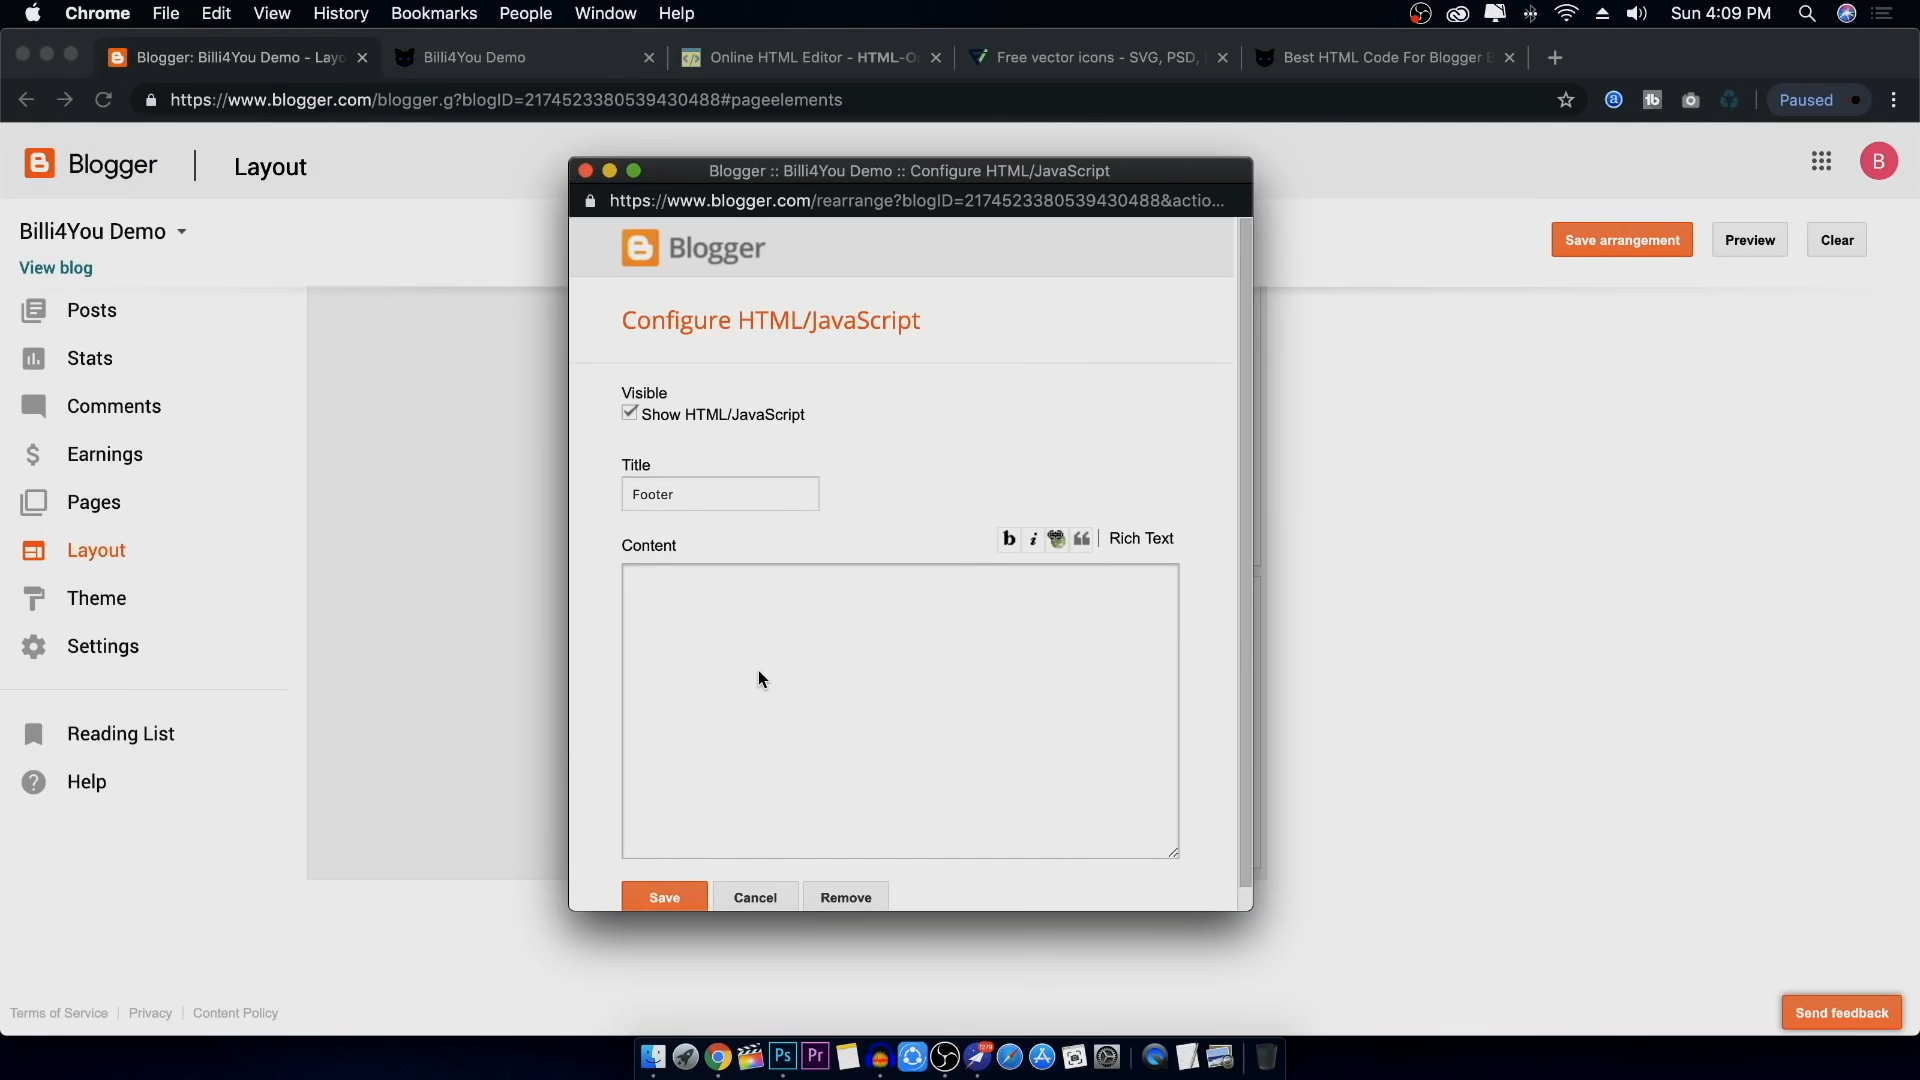 Chrome File Edit View History Bookmarks People Window Help Sun 4:09 PM
Blogger: Billi4You Demo - Layo
Billi4You Demo
Online HTML Editor - HTML-O
Free vector icons - SVG, PSD,
Best HTML Code For Blogger
https://www.blogger.com/blogger.g?blogID=2174523380539430488#pageelements
Paused
Blogger Layout
B
Billi4You Demo
View blog
Save arrangement Preview Clear
Posts
Stats
Comments
Earnings
Pages
Layout
Theme
Settings
Reading List
Help
Blogger :: Billi4You Demo :: Configure HTML/JavaScript
https://www.blogger.com/rearrange?blogID=2174523380539430488&actio...
Blogger
Configure HTML/JavaScript
Visible
Show HTML/JavaScript
Title
Footer
Content
b i Rich Text
Save Cancel Remove
Terms of Service Privacy Content Policy
Send feedback
Ps Pr